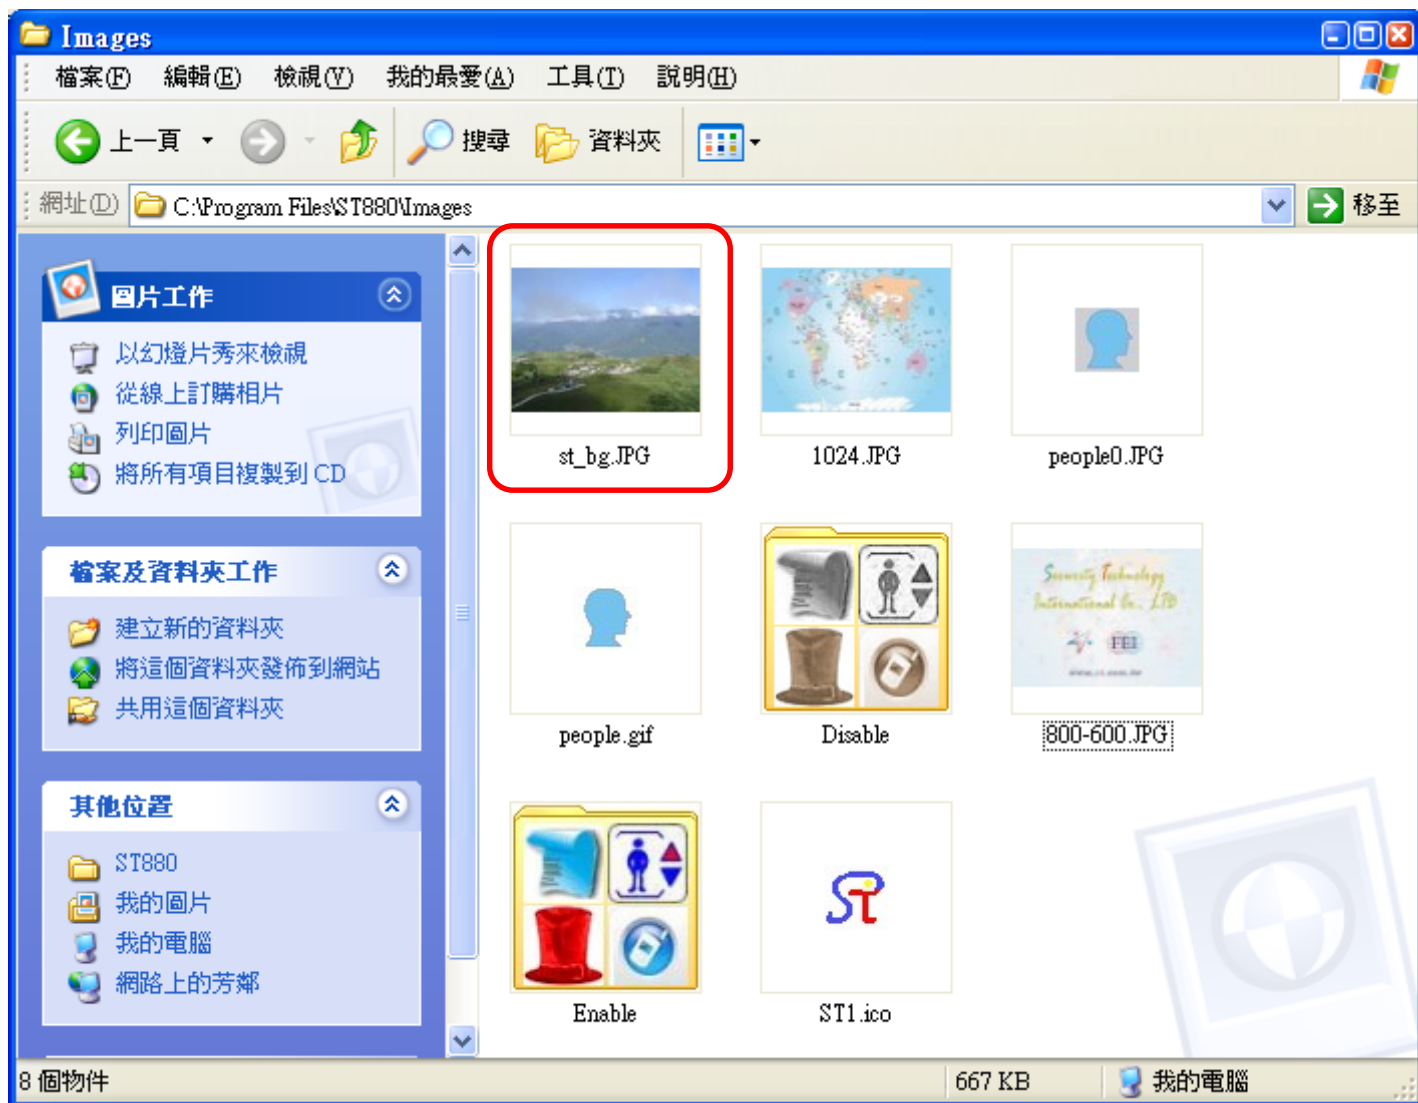 Images
檔案(F) 編輯(E) 檢視(V) 我的最愛(A) 工具(T) 說明(H)
上一頁 搜尋 資料夾
網址(D) C:\Program Files\ST880\Images 移至
圖片工作
以幻燈片秀來檢視
從線上訂購相片
列印圖片
將所有項目複製到 CD
檔案及資料夾工作
建立新的資料夾
將這個資料夾發佈到網站
共用這個資料夾
其他位置
ST880
我的圖片
我的電腦
網路上的芳鄰
st_bg.JPG 1024.JPG people0.JPG
Security Technology
International Co., LTD
FEI
people.gif Disable 800-600.JPG
ST
Enable ST1.ico
8 個物件 667 KB 我的電腦